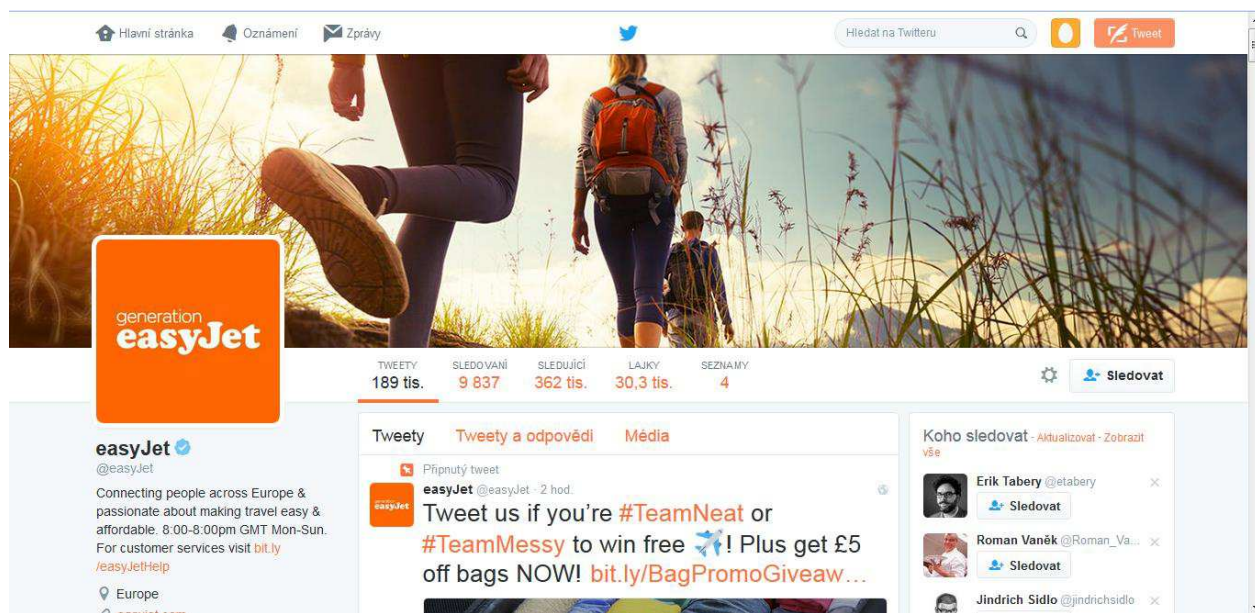 Hlavní stránka
Oznámení
Zprávy
Hledat na Twitteru
Tweet
generation
easyJet
TWEETY
189 tis.
SLEDOVANÍ
9 837
SLEDUJÍCÍ
362 tis.
LAJKY
30,3 tis.
SEZNAMY
4
Sledovat
easyJet
@easyJet
Connecting people across Europe &
passionate about making travel easy &
affordable. 8:00-8:00pm GMT Mon-Sun.
For customer services visit bit.ly
/easyJetHelp
Europe
easyjet.com
Tweety
Tweety a odpovědi
Média
Připnutý tweet
generation
easyJet
easyJet @easyJet · 2 hod.
Tweet us if you're #TeamNeat or
#TeamMessy to win free ! Plus get £5
off bags NOW! bit.ly/BagPromoGiveaw…
Koho sledovat · Aktualizovat · Zobrazit
vše
Erik Tabery @etabery
Sledovat
Roman Vaněk @Roman_Va...
Sledovat
Jindrich Sidlo @jindrichsidlo